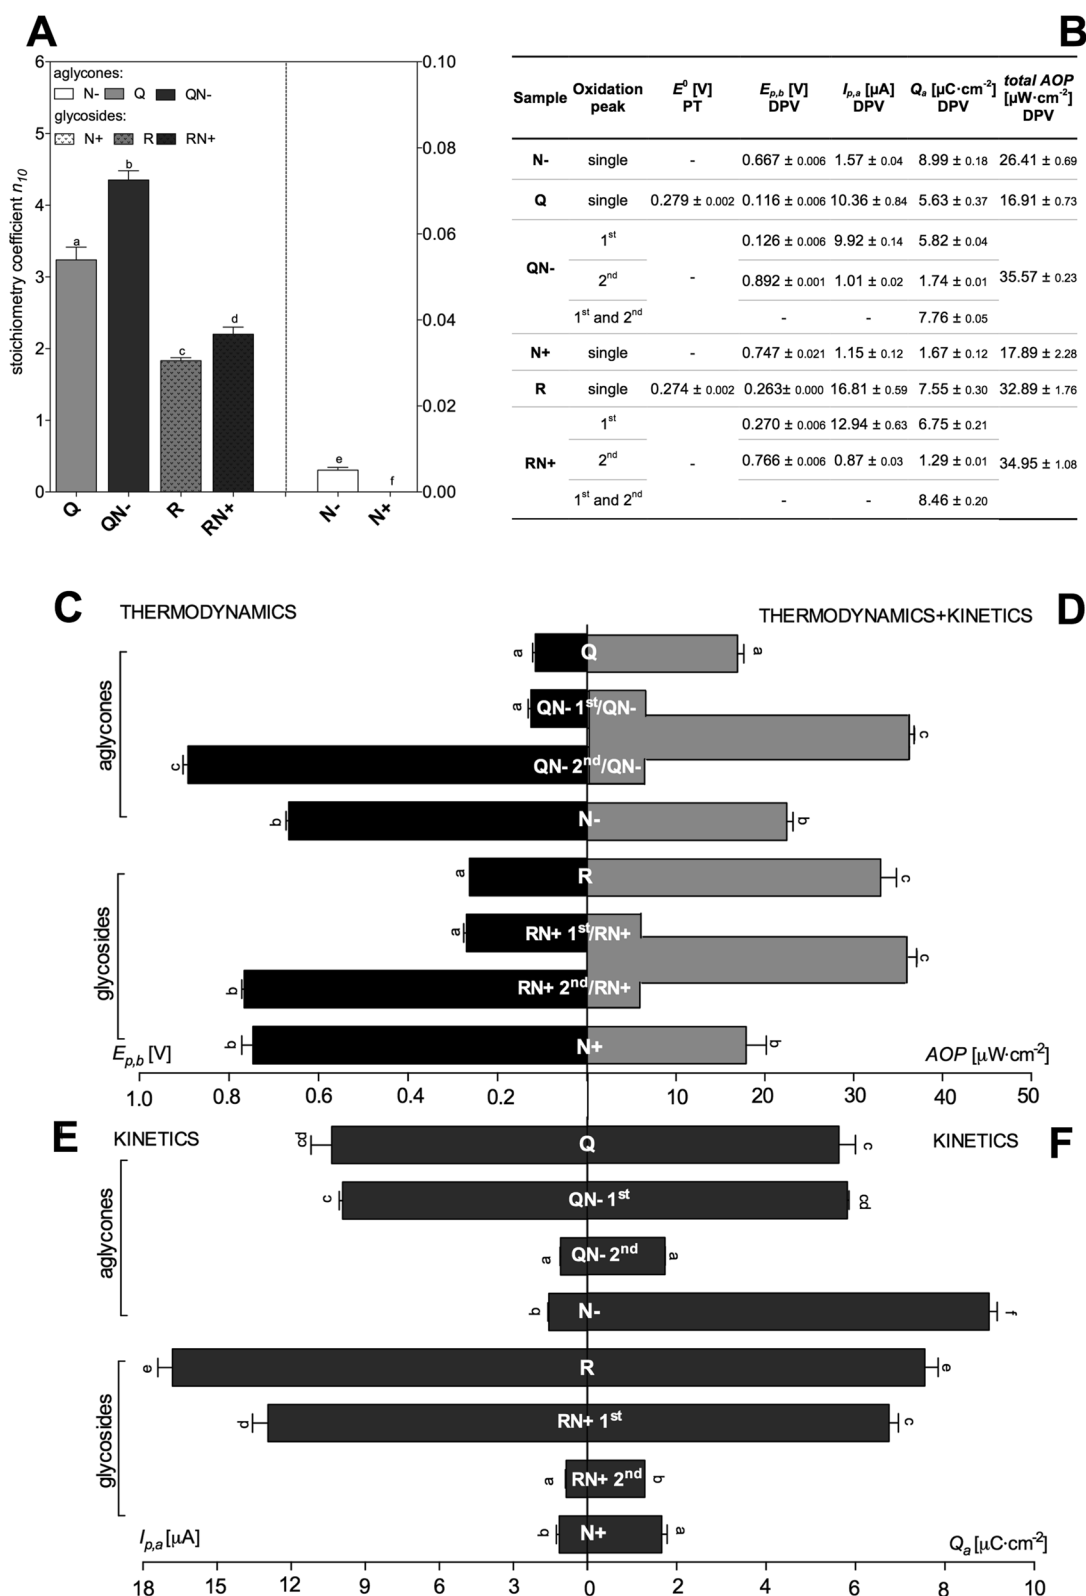 A
B
6
5
4
3
2
1
0
stoichiometry coefficient n10
aglycones:
N- Q QN-
glycosides:
N+ R RN+
a
b
c
d
e
f
0.10
0.08
0.06
0.04
0.02
0.00
Q QN- R RN+ N- N+
Sample Oxidation peak E⁰ [V] PT Ep,b [V] DPV Ip,a [µA] DPV Qa [µC·cm⁻²] DPV total AOP [µW·cm⁻²] DPV
N- single - 0.667 ± 0.006 1.57 ± 0.04 8.99 ± 0.18 26.41 ± 0.69
Q single 0.279 ± 0.002 0.116 ± 0.006 10.36 ± 0.84 5.63 ± 0.37 16.91 ± 0.73
1st 0.126 ± 0.006 9.92 ± 0.14 5.82 ± 0.04
QN- 2nd - 0.892 ± 0.001 1.01 ± 0.02 1.74 ± 0.01 35.57 ± 0.23
1st and 2nd - - 7.76 ± 0.05
N+ single - 0.747 ± 0.021 1.15 ± 0.12 1.67 ± 0.12 17.89 ± 2.28
R single 0.274 ± 0.002 0.263± 0.000 16.81 ± 0.59 7.55 ± 0.30 32.89 ± 1.76
1st 0.270 ± 0.006 12.94 ± 0.63 6.75 ± 0.21
RN+ 2nd - 0.766 ± 0.006 0.87 ± 0.03 1.29 ± 0.01 34.95 ± 1.08
1st and 2nd - - 8.46 ± 0.20
C THERMODYNAMICS
THERMODYNAMICS+KINETICS D
aglycones
glycosides
a Q a
a QN- 1st/QN-
c
c QN- 2nd/QN-
b N- b
a R c
a RN+ 1st/RN+
c
b RN+ 2nd/RN+
b N+ b
Ep,b [V]
AOP [µW·cm⁻²]
1.0 0.8 0.6 0.4 0.2 10 20 30 40 50
E KINETICS
KINETICS F
aglycones
glycosides
cd Q c
c QN- 1st cd
a QN- 2nd a
b N- f
e R e
d RN+ 1st c
a RN+ 2nd b
b N+ a
Ip,a [µA]
Qa [µC·cm⁻²]
18 15 12 9 6 3 0 2 4 6 8 10